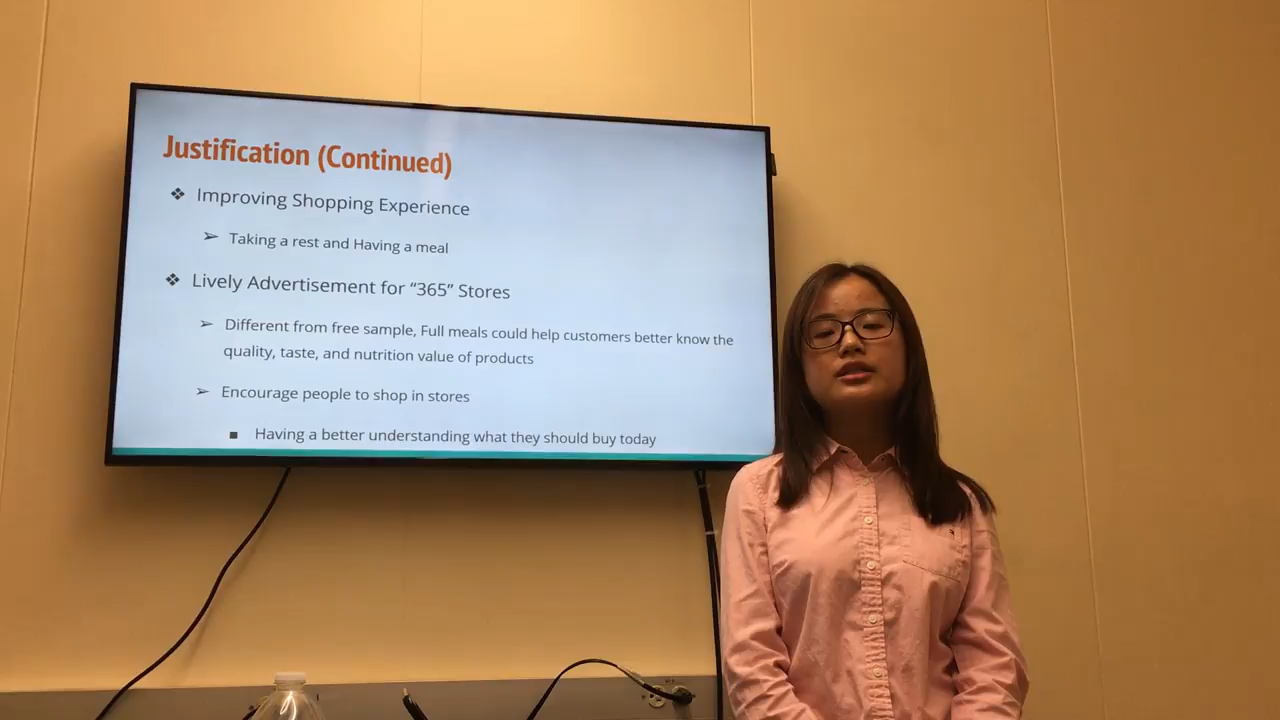 Justification (Continued)
❖ Improving Shopping Experience
➢ Taking a rest and Having a meal
❖ Lively Advertisement for “365” Stores
➢ Different from free sample, Full meals could help customers better know the
quality, taste, and nutrition value of products
➢ Encourage people to shop in stores
■ Having a better understanding what they should buy today